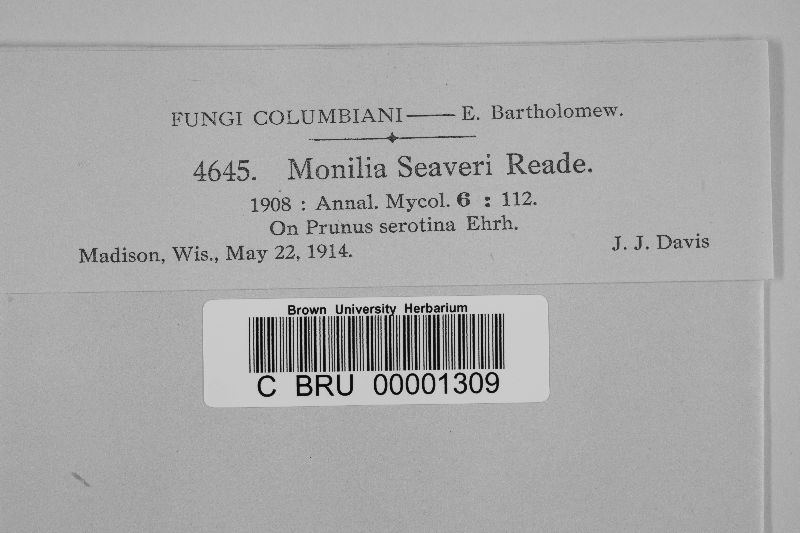 FUNGI COLUMBIANI—— E. Bartholomew.
4645. Monilia Seaveri Reade.
1908 : Annal. Mycol. 6 : 112.
On Prunus serotina Ehrh.
Madison, Wis., May 22, 1914. J. J. Davis
Brown University Herbarium
C BRU 00001309